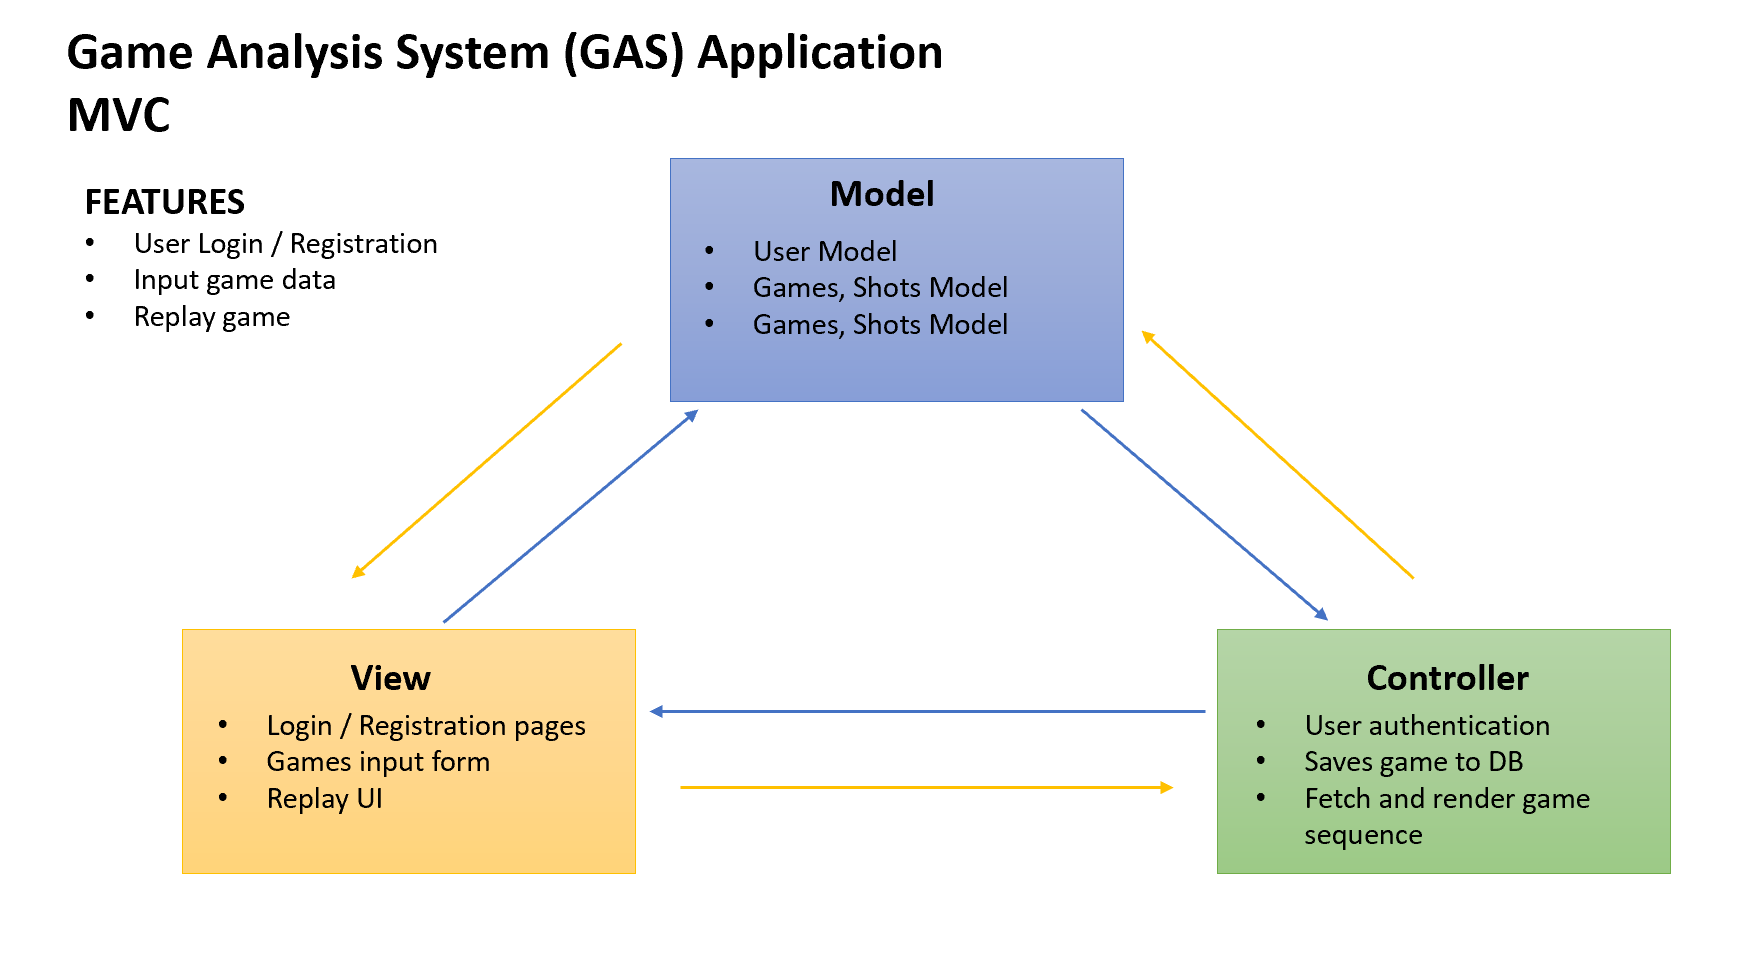 Game Analysis System (GAS) Application
MVC
FEATURES
• User Login / Registration
• Input game data
• Replay game
Model
• User Model
• Games, Shots Model
• Games, Shots Model
View
• Login / Registration pages
• Games input form
• Replay UI
Controller
• User authentication
• Saves game to DB
• Fetch and render game
sequence